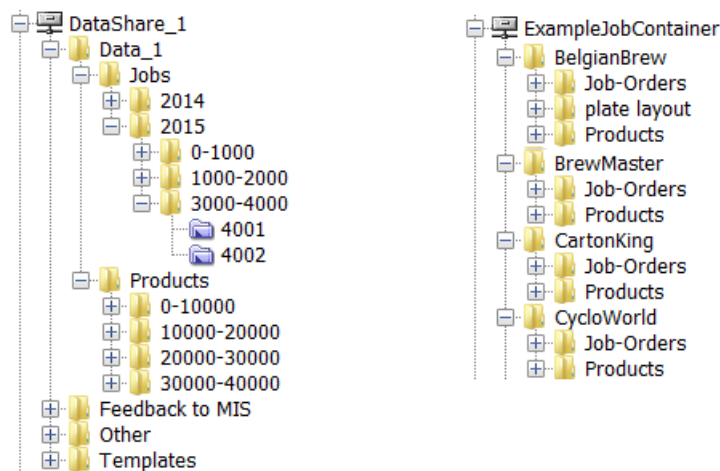 DataShare_1
Data_1
Jobs
2014
2015
0-1000
1000-2000
3000-4000
4001
4002
Products
0-10000
10000-20000
20000-30000
30000-40000
Feedback to MIS
Other
Templates
ExampleJobContainer
BelgianBrew
Job-Orders
plate layout
Products
BrewMaster
Job-Orders
Products
CartonKing
Job-Orders
Products
CycloWorld
Job-Orders
Products